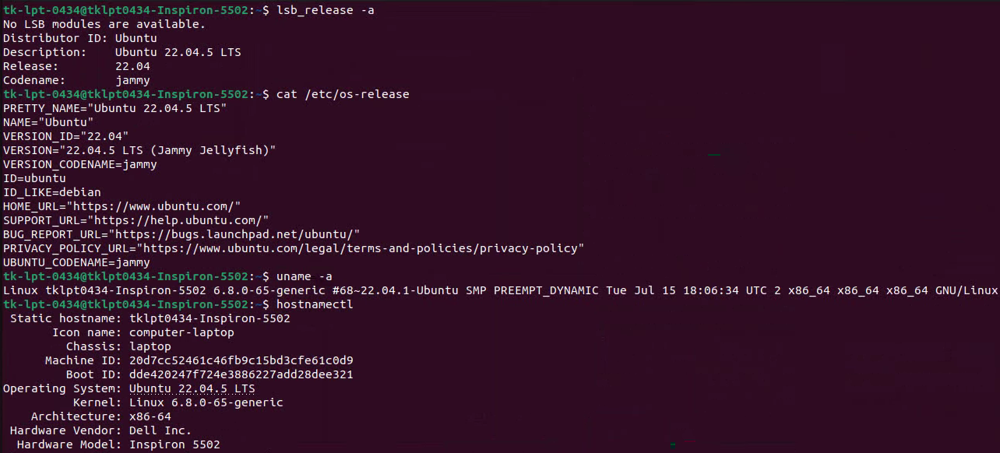 tk-lpt-0434@tklpt0434-Inspiron-5502:~$ lsb_release -a
No LSB modules are available.
Distributor ID: Ubuntu
Description:    Ubuntu 22.04.5 LTS
Release:        22.04
Codename:       jammy
tk-lpt-0434@tklpt0434-Inspiron-5502:~$ cat /etc/os-release
PRETTY_NAME="Ubuntu 22.04.5 LTS"
NAME="Ubuntu"
VERSION_ID="22.04"
VERSION="22.04.5 LTS (Jammy Jellyfish)"
VERSION_CODENAME=jammy
ID=ubuntu
ID_LIKE=debian
HOME_URL="https://www.ubuntu.com/"
SUPPORT_URL="https://help.ubuntu.com/"
BUG_REPORT_URL="https://bugs.launchpad.net/ubuntu/"
PRIVACY_POLICY_URL="https://www.ubuntu.com/legal/terms-and-policies/privacy-policy"
UBUNTU_CODENAME=jammy
tk-lpt-0434@tklpt0434-Inspiron-5502:~$ uname -a
Linux tklpt0434-Inspiron-5502 6.8.0-65-generic #68~22.04.1-Ubuntu SMP PREEMPT_DYNAMIC Tue Jul 15 18:06:34 UTC 2 x86_64 x86_64 x86_64 GNU/Linux
tk-lpt-0434@tklpt0434-Inspiron-5502:~$ hostnamectl
 Static hostname: tklpt0434-Inspiron-5502
       Icon name: computer-laptop
         Chassis: laptop
      Machine ID: 20d7cc52461c46fb9c15bd3cfe61c0d9
         Boot ID: dde420247f724e3886227add28dee321
Operating System: Ubuntu 22.04.5 LTS
          Kernel: Linux 6.8.0-65-generic
    Architecture: x86-64
 Hardware Vendor: Dell Inc.
  Hardware Model: Inspiron 5502